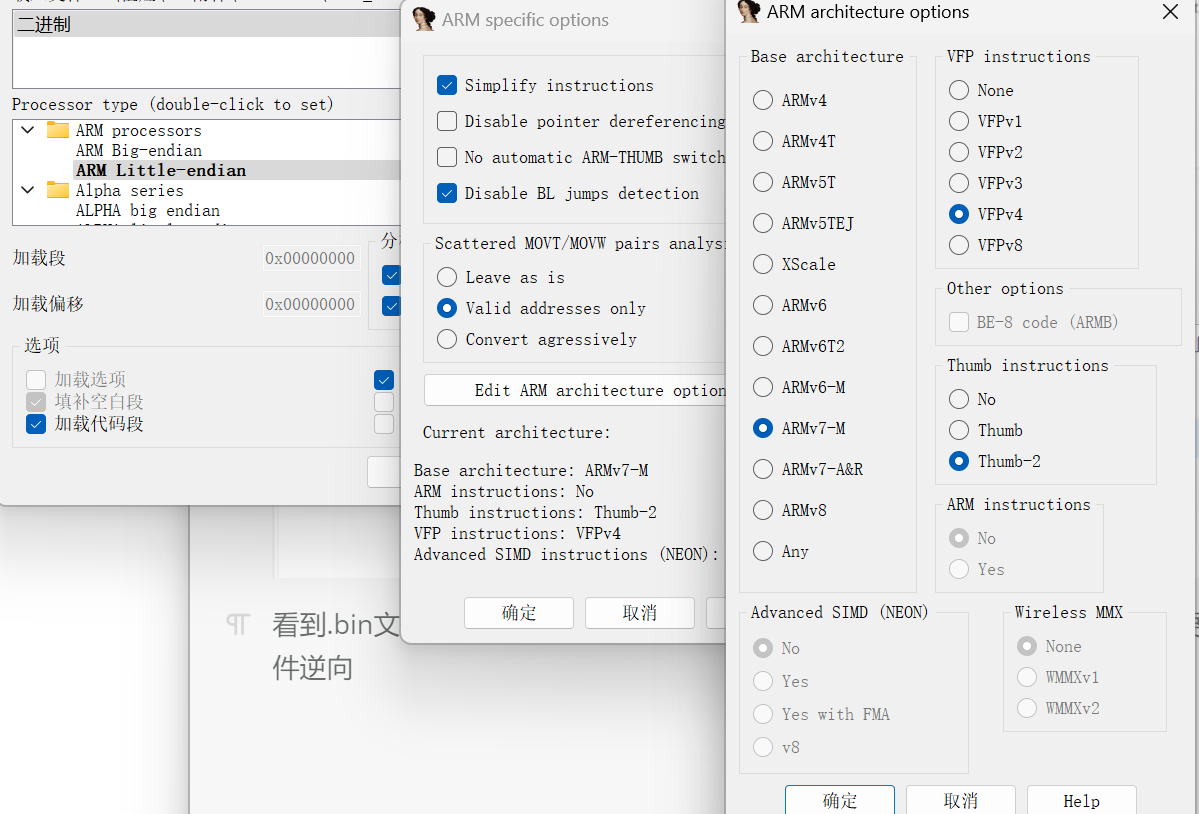 二进制
Processor type (double-click to set)
ARM processors
ARM Big-endian
ARM Little-endian
Alpha series
ALPHA big endian
加载段
0x00000000
加载偏移
0x00000000
选项
加载选项
填补空白段
加载代码段
看到.bin文
件逆向
ARM specific options
Simplify instructions
Disable pointer dereferencing
No automatic ARM-THUMB switch
Disable BL jumps detection
Scattered MOVT/MOVW pairs analys
Leave as is
Valid addresses only
Convert agressively
Edit ARM architecture option
Current architecture:
Base architecture: ARMv7-M
ARM instructions: No
Thumb instructions: Thumb-2
VFP instructions: VFPv4
Advanced SIMD instructions (NEON):
确定
取消
ARM architecture options
Base architecture
ARMv4
ARMv4T
ARMv5T
ARMv5TEJ
XScale
ARMv6
ARMv6T2
ARMv6-M
ARMv7-M
ARMv7-A&R
ARMv8
Any
VFP instructions
None
VFPv1
VFPv2
VFPv3
VFPv4
VFPv8
Other options
BE-8 code (ARMB)
Thumb instructions
No
Thumb
Thumb-2
ARM instructions
No
Yes
Advanced SIMD (NEON)
No
Yes
Yes with FMA
v8
Wireless MMX
None
WMMXv1
WMMXv2
确定
取消
Help